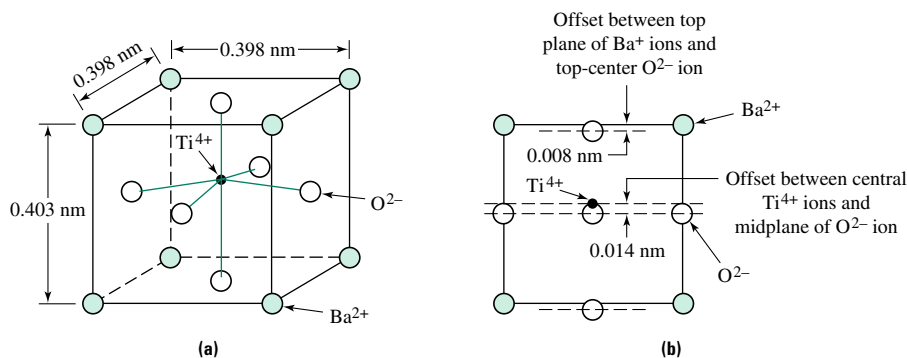 0.398 nm
0.398 nm
0.403 nm
Ti4+
O2–
Ba2+
(a)
Offset between top
plane of Ba+ ions and
top-center O2– ion
Ba2+
0.008 nm
Ti4+
Offset between central
Ti4+ ions and
midplane of O2– ion
0.014 nm
O2–
(b)